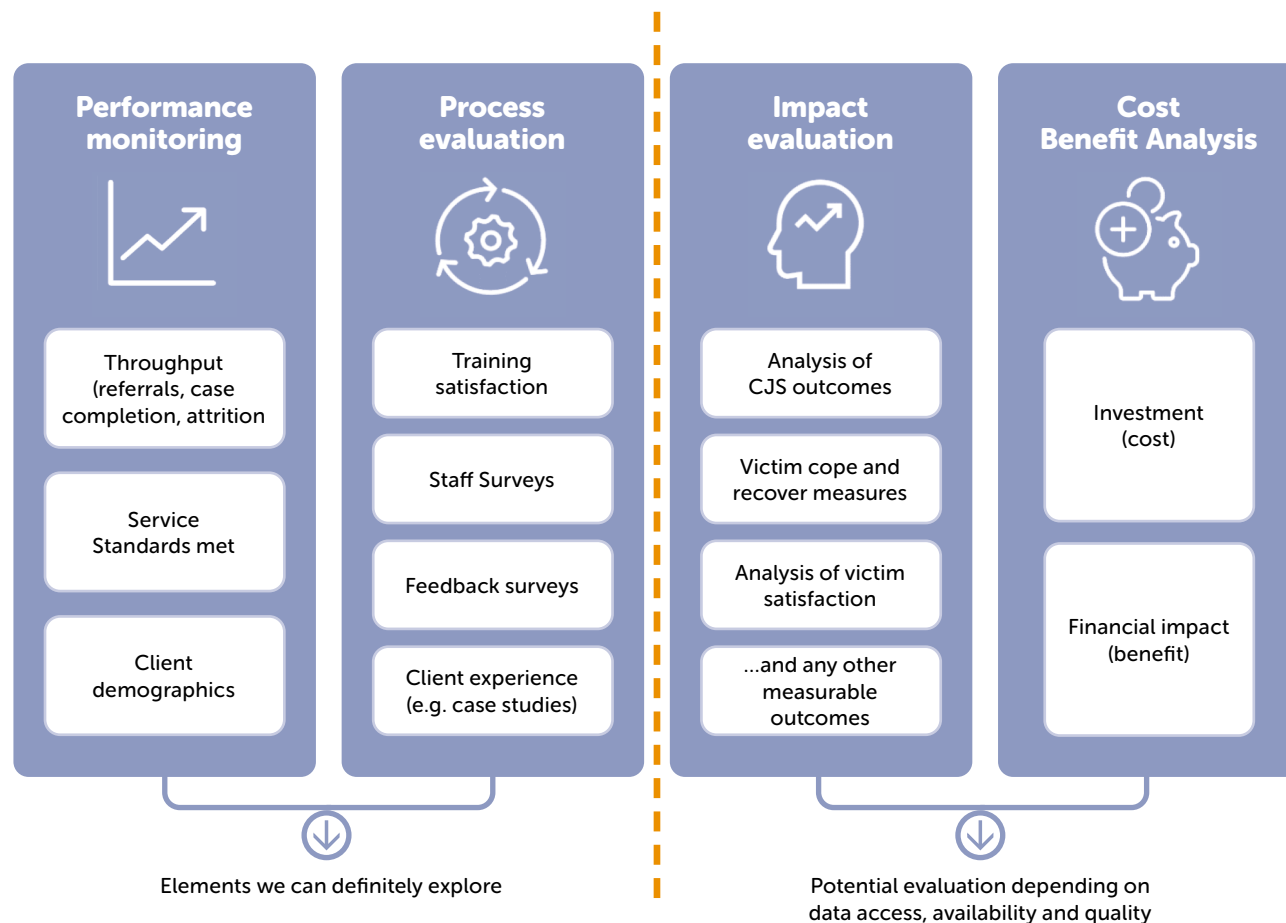 Performance
monitoring
Throughput
(referrals, case
completion, attrition
Service
Standards met
Client
demographics
Process
evaluation
Training
satisfaction
Staff Surveys
Feedback surveys
Client experience
(e.g. case studies)
Elements we can definitely explore
Impact
evaluation
Analysis of
CJS outcomes
Victim cope and
recover measures
Analysis of victim
satisfaction
...and any other
measurable
outcomes
Cost
Benefit Analysis
Investment
(cost)
Financial impact
(benefit)
Potential evaluation depending on
data access, availability and quality